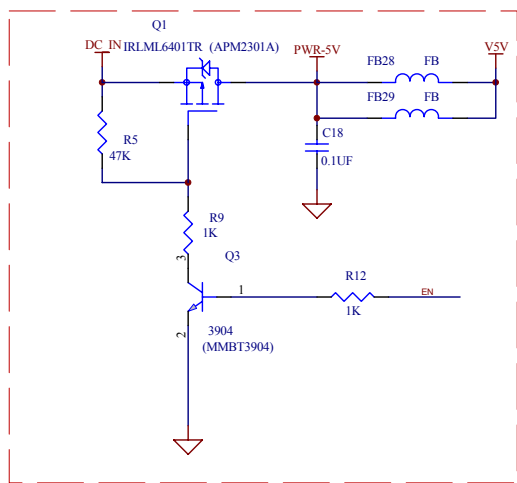 Q1
DC_IN
IRLML6401TR (APM2301A)
PWR-5V
V5V
FB28 FB
FB29 FB
R5
47K
C18
0.1UF
R9
1K
3
Q3
1
R12
1K
EN
2
3904
(MMBT3904)